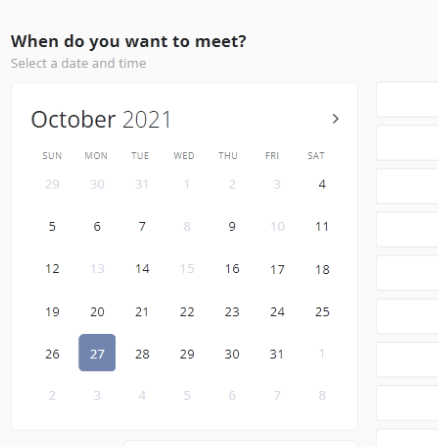 When do you want to meet?
Select a date and time
October 2021
SUN MON TUE WED THU FRI SAT
29 30 31 1 2 3 4
5 6 7 8 9 10 11
12 13 14 15 16 17 18
19 20 21 22 23 24 25
26 27 28 29 30 31 1
2 3 4 5 6 7 8